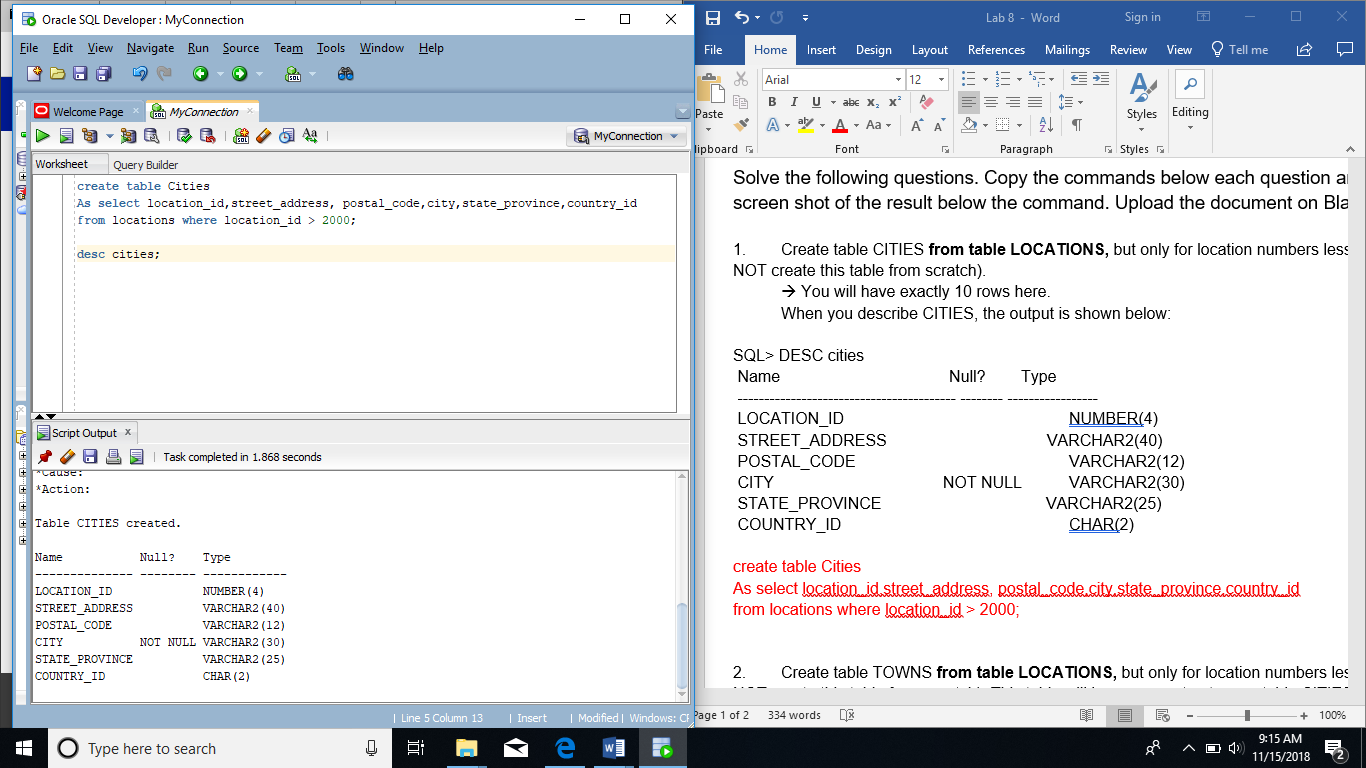 Oracle SQL Developer : MyConnection
File Edit View Navigate Run Source Team Tools Window Help
Welcome Page
MyConnection
MyConnection
Worksheet Query Builder
create table Cities
As select location_id,street_address, postal_code,city,state_province,country_id
from locations where location_id > 2000;
desc cities;
Script Output
Task completed in 1.868 seconds
*Cause:
*Action:
Table CITIES created.
Name Null? Type
-------------- -------- ------------
LOCATION_ID NUMBER(4)
STREET_ADDRESS VARCHAR2(40)
POSTAL_CODE VARCHAR2(12)
CITY NOT NULL VARCHAR2(30)
STATE_PROVINCE VARCHAR2(25)
COUNTRY_ID CHAR(2)
Line 5 Column 13 | Insert | Modified | Windows:
Lab 8 - Word Sign in
File Home Insert Design Layout References Mailings Review View Tell me
Paste
Arial 12
B I U abc x₂ x²
Aa
Styles
Editing
Font Paragraph Styles
Solve the following questions. Copy the commands below each question
screen shot of the result below the command. Upload the document on
1. Create table CITIES from table LOCATIONS, but only for location numbers
NOT create this table from scratch).
→ You will have exactly 10 rows here.
When you describe CITIES, the output is shown below:
SQL> DESC cities
Name Null? Type
----------------------------------------- -------- -----------------
LOCATION_ID NUMBER(4)
STREET_ADDRESS VARCHAR2(40)
POSTAL_CODE VARCHAR2(12)
CITY NOT NULL VARCHAR2(30)
STATE_PROVINCE VARCHAR2(25)
COUNTRY_ID CHAR(2)
create table Cities
As select location_id,street_address, postal_code,city,state_province,country_id
from locations where location_id > 2000;
2. Create table TOWNS from table LOCATIONS, but only for location numbers
Page 1 of 2 334 words
100%
Type here to search
9:15 AM
11/15/2018
2